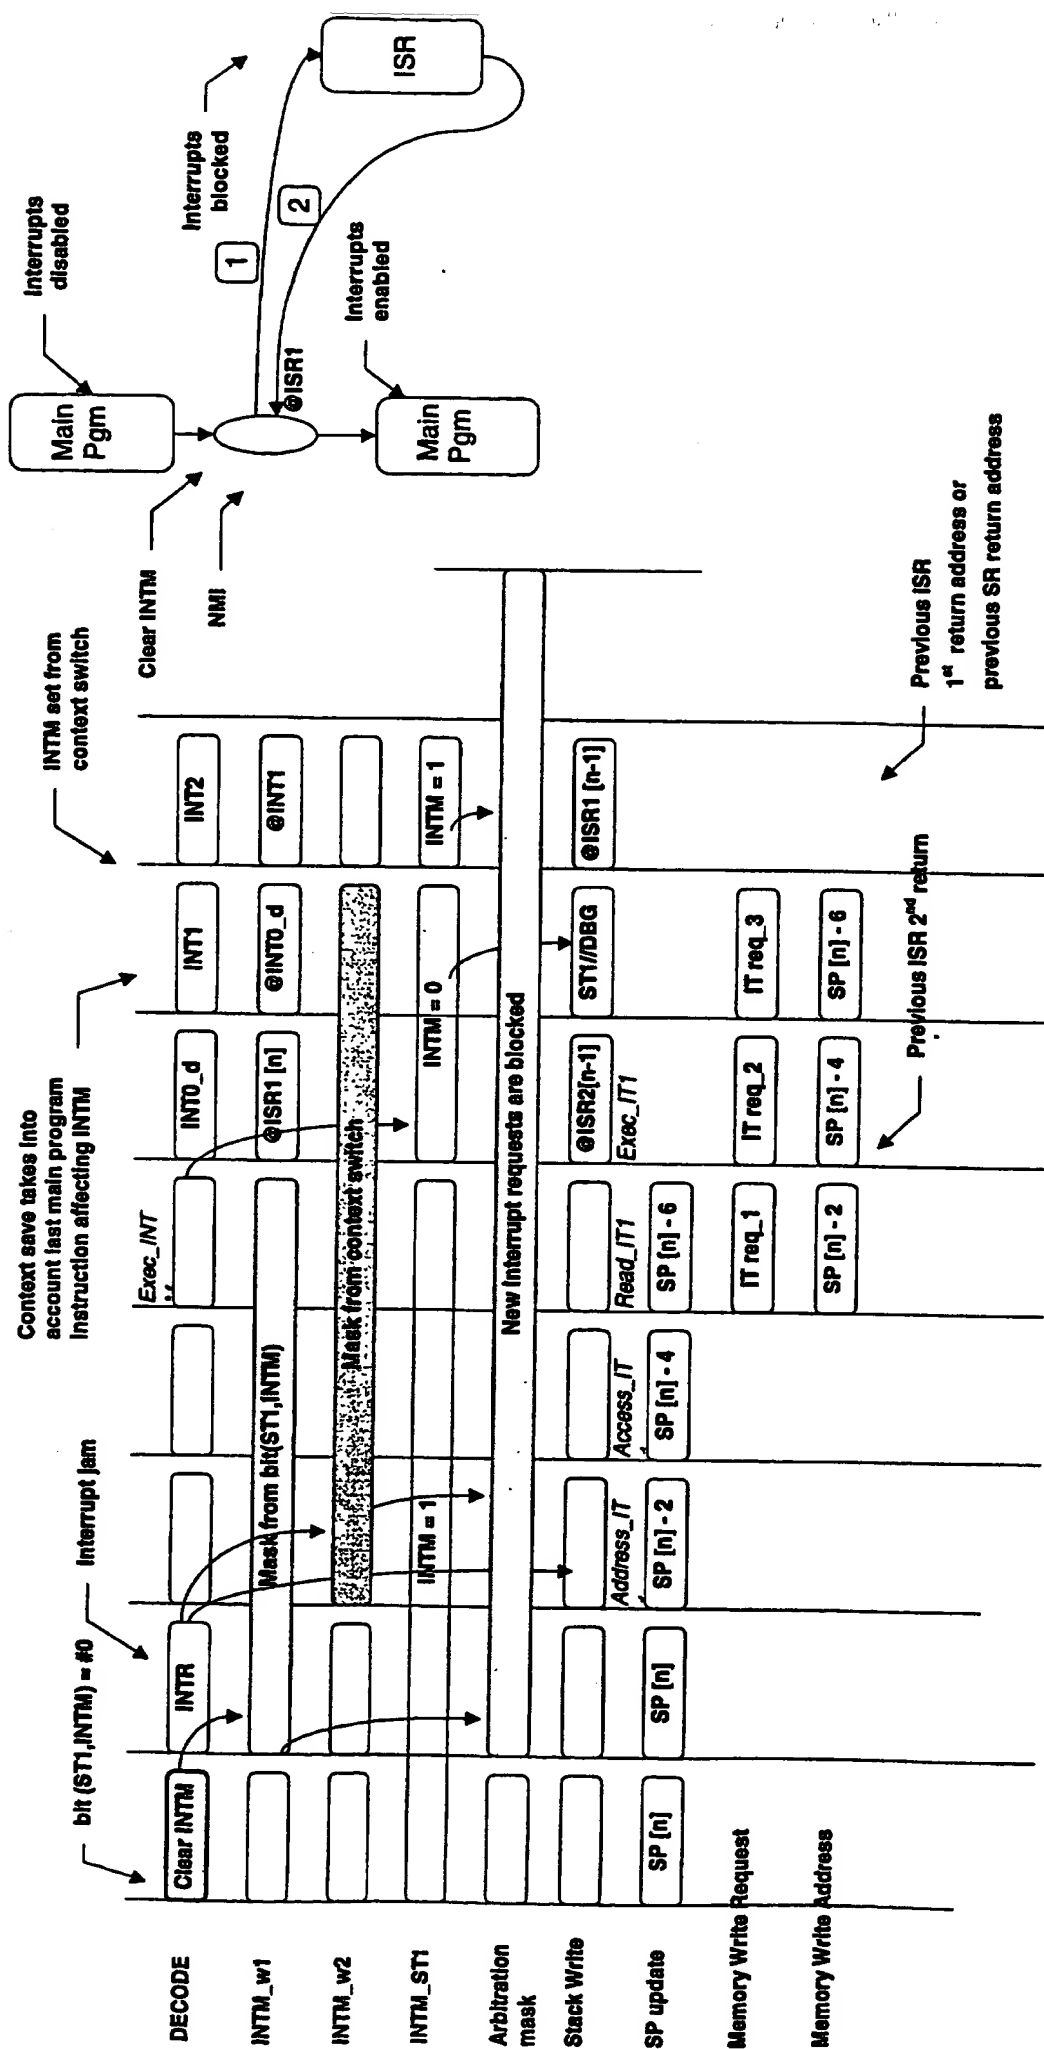 Context save takes into
account last main program
Instruction affecting INTM
INTM set from
context switch
bit (ST1,INTM) = #0
Interrupt jam
Exec_INT
DECODE
Clear INTM
INTR
INT0_d
INT1
INT2
INTM_w1
Mask from bit(ST1,INTM)
@ISR1 [n]
@INT0_d
@INT1
INTM_w2
Mask from context switch
INTM_ST1
INTM = 1
INTM = 0
INTM = 1
Arbitration
mask
New Interrupt requests are blocked
Stack Write
@ISR2[n-1]
ST1//DBG
@ISR1 [n-1]
Address_IT
Access_IT
Read_IT1
Exec_IT1
SP update
SP [n]
SP [n]
SP [n] - 2
SP [n] - 4
SP [n] - 6
Memory Write Request
IT req_1
IT req_2
IT req_3
Memory Write Address
SP [n] - 2
SP [n] - 4
SP [n] - 6
Previous ISR 2nd return
Previous ISR
1st return address or
previous SR return address
Interrupts
disabled
Main
Pgm
Clear INTM
NMI
1
2
@ISR1
Interrupts
blocked
ISR
Interrupts
enabled
Main
Pgm